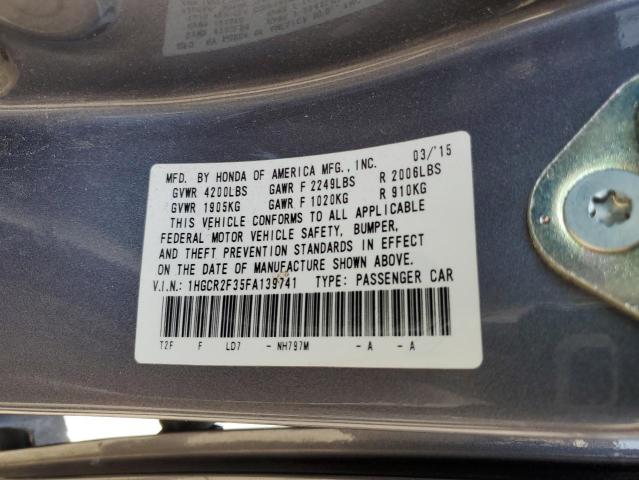 MFD. BY HONDA OF AMERICA MFG., INC. 03/'15
GVWR 4200LBS GAWR F 2249LBS R 2006LBS
GVWR 1905KG GAWR F 1020KG R 910KG
THIS VEHICLE CONFORMS TO ALL APPLICABLE
FEDERAL MOTOR VEHICLE SAFETY, BUMPER,
AND THEFT PREVENTION STANDARDS IN EFFECT
ON THE DATE OF MANUFACTURE SHOWN ABOVE.
V.I.N.: 1HGCR2F35FA139741 TYPE: PASSENGER CAR
T2F F LD7 - NH797M - A - A